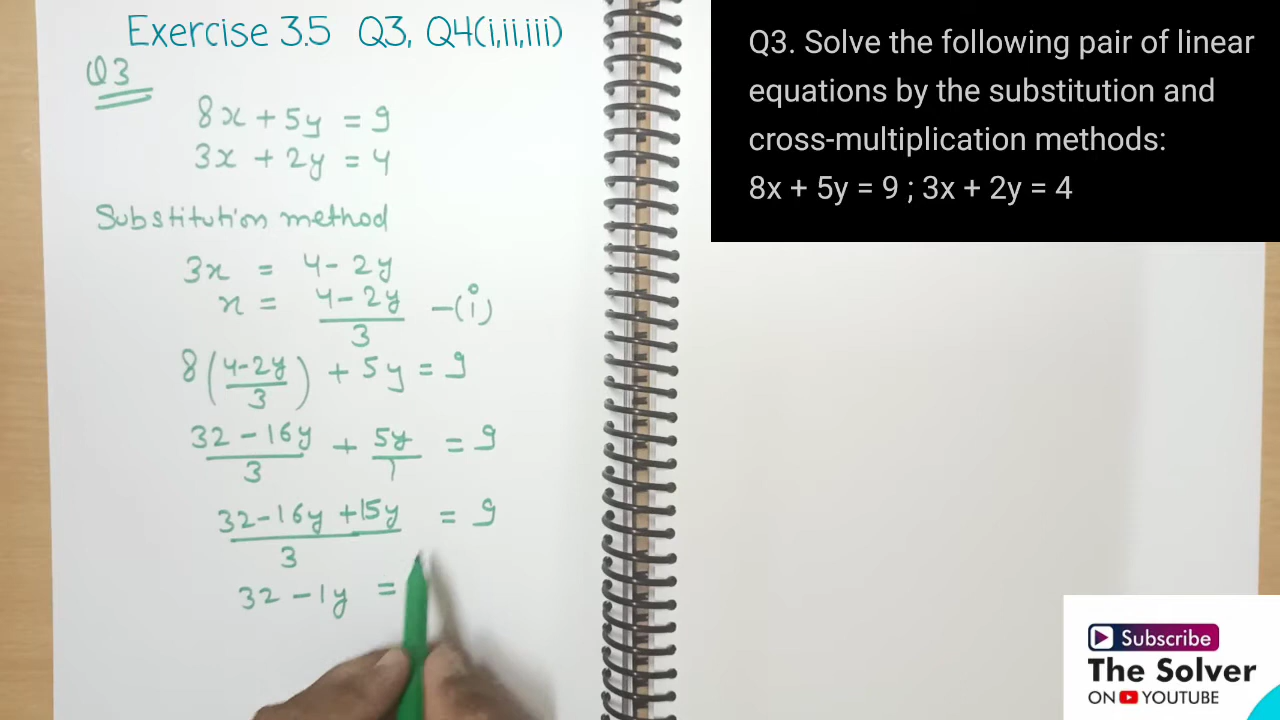 Exercise 3.5 Q3, Q4(i,ii,iii)
Q3
8x + 5y = 9
3x + 2y = 4
Substitution method
3x = 4 - 2y
x = 4 - 2y / 3 - (i)
8 ( 4-2y / 3 ) + 5y = 9
32 - 16y / 3 + 5y / 1 = 9
32 - 16y + 15y / 3 = 9
32 - 1y =
Q3. Solve the following pair of linear
equations by the substitution and
cross-multiplication methods:
8x + 5y = 9 ; 3x + 2y = 4
Subscribe
The Solver
ON YOUTUBE